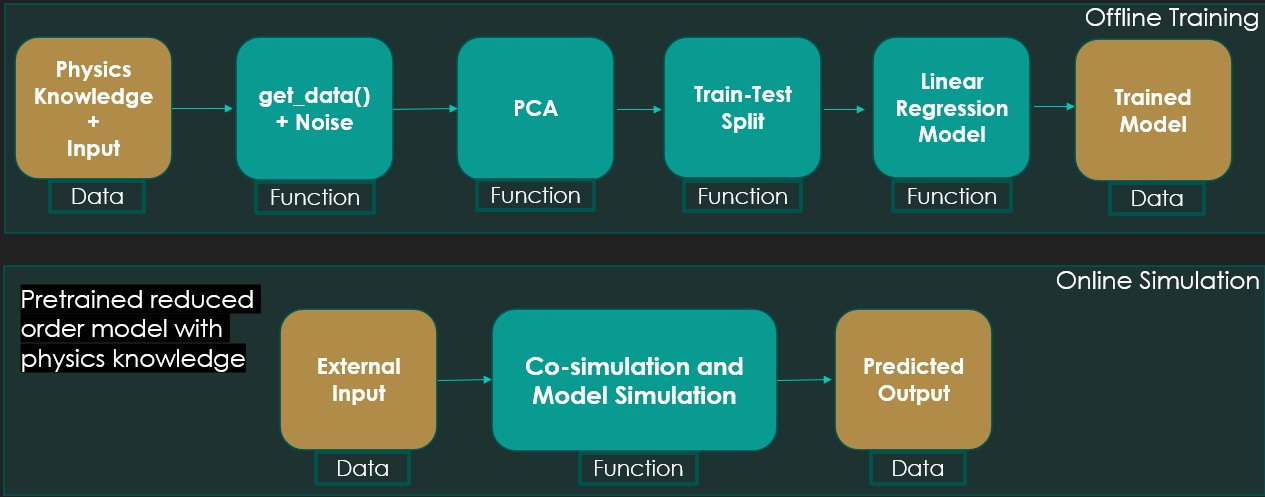 Offline Training
Physics
Knowledge
+
Input
Data
get_data()
+ Noise
Function
PCA
Function
Train-Test
Split
Function
Linear
Regression
Model
Function
Trained
Model
Data
Online Simulation
Pretrained reduced
order model with
physics knowledge
External
Input
Data
Co-simulation and
Model Simulation
Function
Predicted
Output
Data